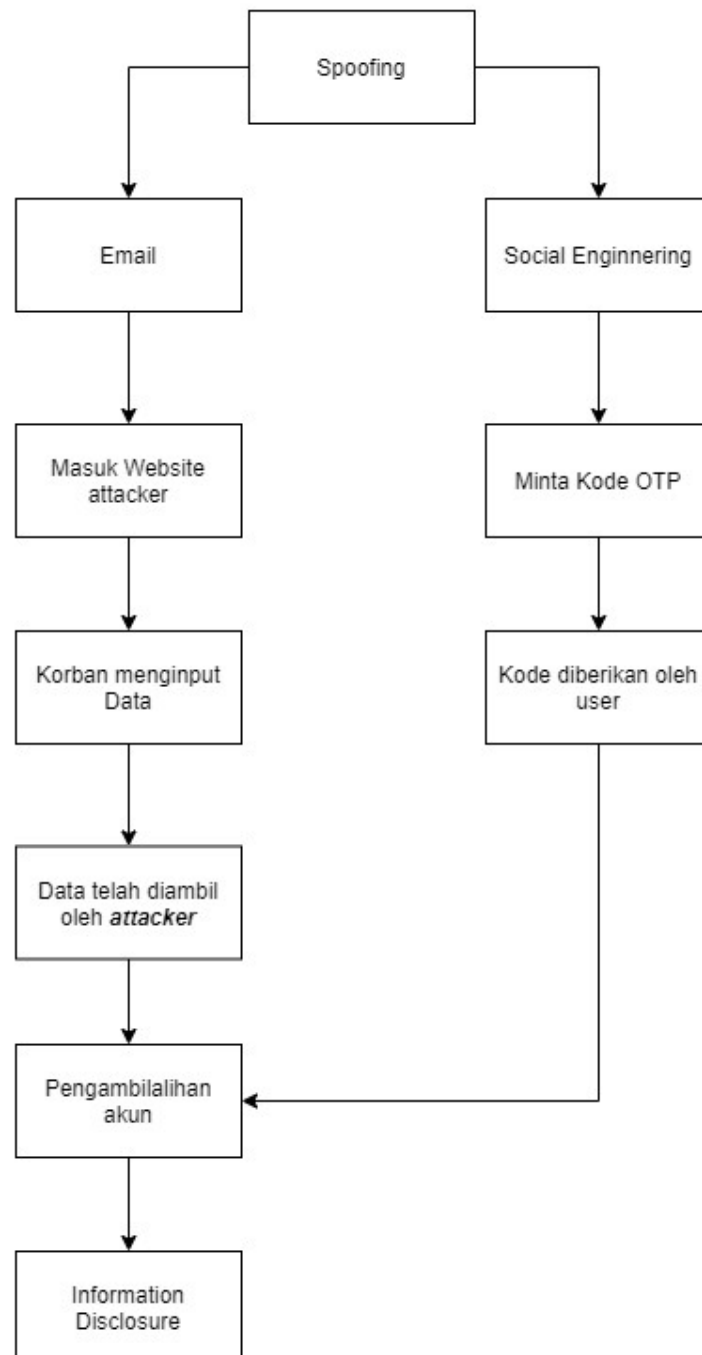 Spoofing
Email
Social Enginnering
Masuk Website
attacker
Minta Kode OTP
Korban menginput
Data
Kode diberikan oleh
user
Data telah diambil
oleh attacker
Pengambilalihan
akun
Information
Disclosure